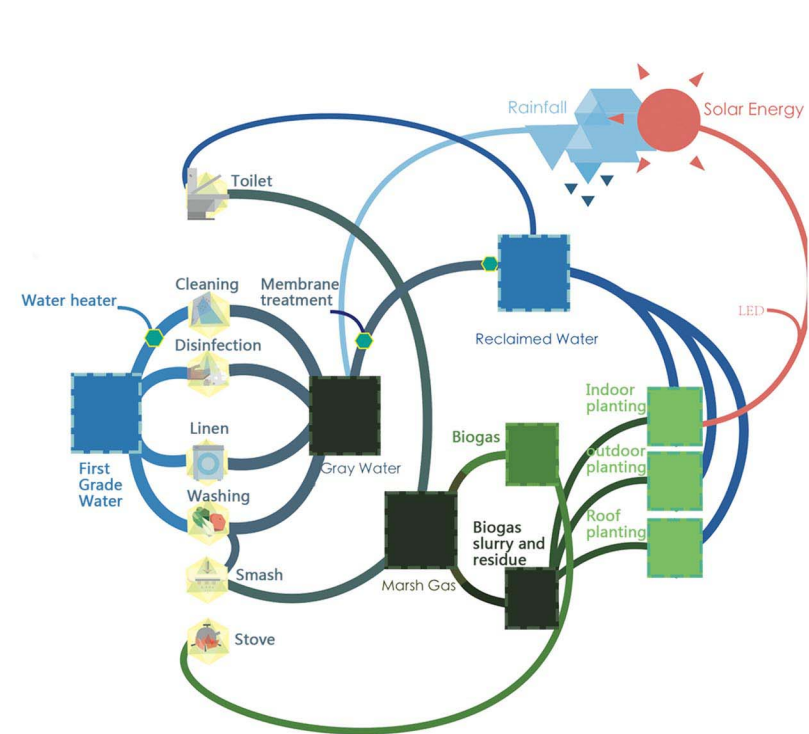 Rainfall
Solar Energy
Toilet
Cleaning
Membrane
treatment
Water heater
LED
Disinfection
Reclaimed Water
Indoor
planting
Linen
Biogas
outdoor
planting
First
Grade
Water
Gray Water
Washing
Biogas
slurry and
residue
Roof
planting
Smash
Marsh Gas
Stove